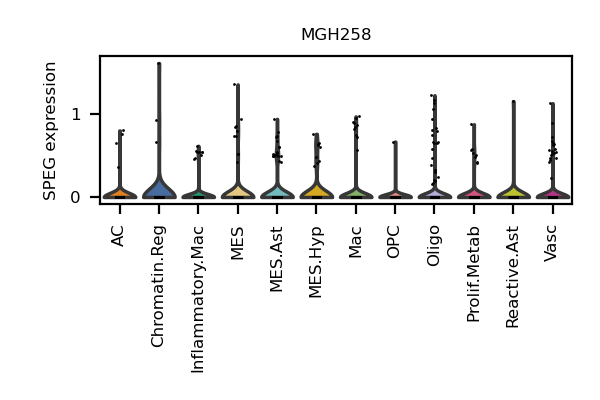 MGH258
SPEG expression
1
0
AC
Chromatin.Reg
Inflammatory.Mac
MES
MES.Ast
MES.Hyp
Mac
OPC
Oligo
Prolif.Metab
Reactive.Ast
Vasc